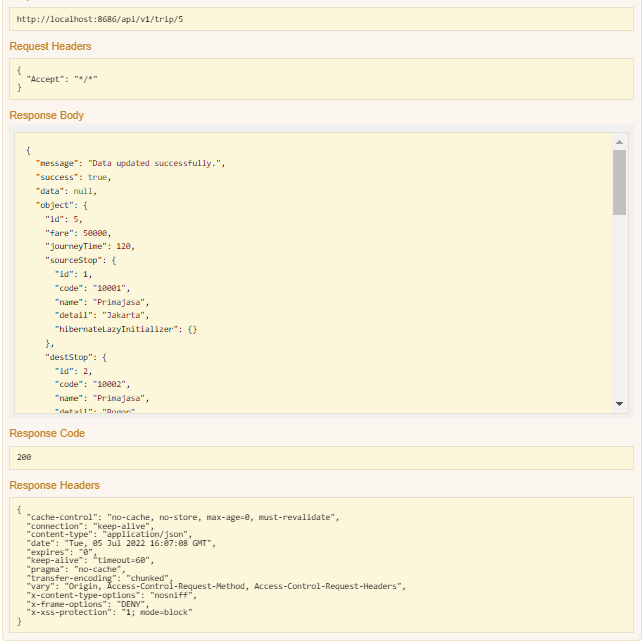 http://localhost:8686/api/v1/trip/5
Request Headers
{
  "Accept": "*/*"
}
Response Body
{
  "message": "Data updated successfully.",
  "success": true,
  "data": null,
  "object": {
    "id": 5,
    "fare": 50000,
    "journeyTime": 120,
    "sourceStop": {
      "id": 1,
      "code": "10001",
      "name": "Primajasa",
      "detail": "Jakarta",
      "hibernateLazyInitializer": {}
    },
    "destStop": {
      "id": 2,
      "code": "10002",
      "name": "Primajasa",
      "detail": "Bogor"
Response Code
200
Response Headers
{
  "cache-control": "no-cache, no-store, max-age=0, must-revalidate",
  "connection": "keep-alive",
  "content-type": "application/json",
  "date": "Tue, 05 Jul 2022 16:07:08 GMT",
  "expires": "0",
  "keep-alive": "timeout=60",
  "pragma": "no-cache",
  "transfer-encoding": "chunked",
  "vary": "Origin, Access-Control-Request-Method, Access-Control-Request-Headers",
  "x-content-type-options": "nosniff",
  "x-frame-options": "DENY",
  "x-xss-protection": "1; mode=block"
}